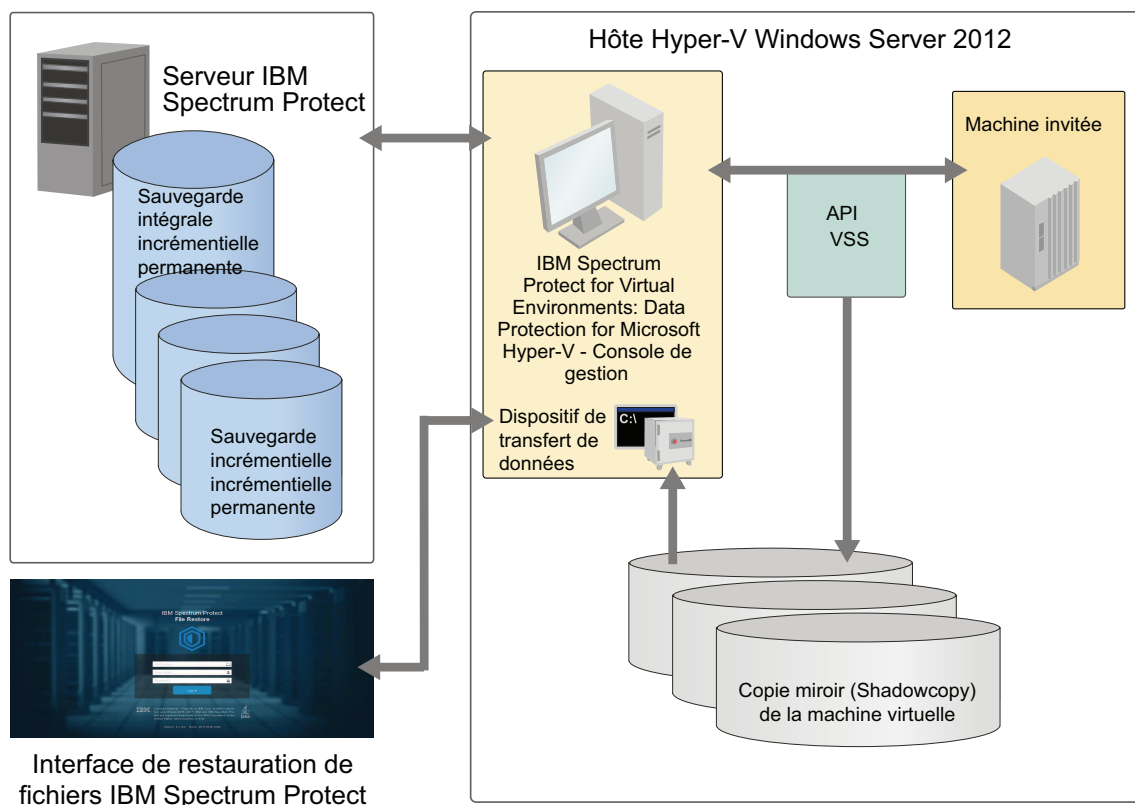 Serveur IBM
Spectrum Protect
Sauvegarde
intégrale
incrémentielle
permanente
Sauvegarde
incrémentielle
incrémentielle
permanente
IBM Spectrum Protect
File Restore
Log In
IBM
Interface de restauration de
fichiers IBM Spectrum Protect
Hôte Hyper-V Windows Server 2012
IBM Spectrum
Protect for Virtual
Environments: Data
Protection for Microsoft
Hyper-V - Console de
gestion
Dispositif de
transfert de
données
C:\
API
VSS
Machine invitée
Copie miroir (Shadowcopy)
de la machine virtuelle